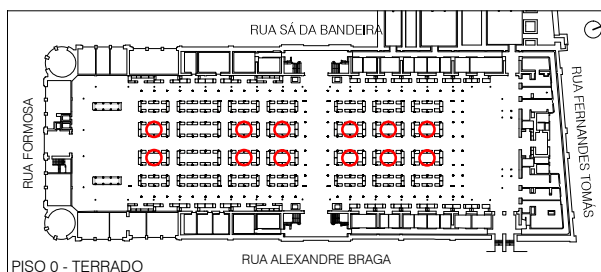 RUA SÁ DA BANDEIRA
RUA FORMOSA
RUA FERNANDES TOMÁS
RUA ALEXANDRE BRAGA
PISO 0 - TERRADO